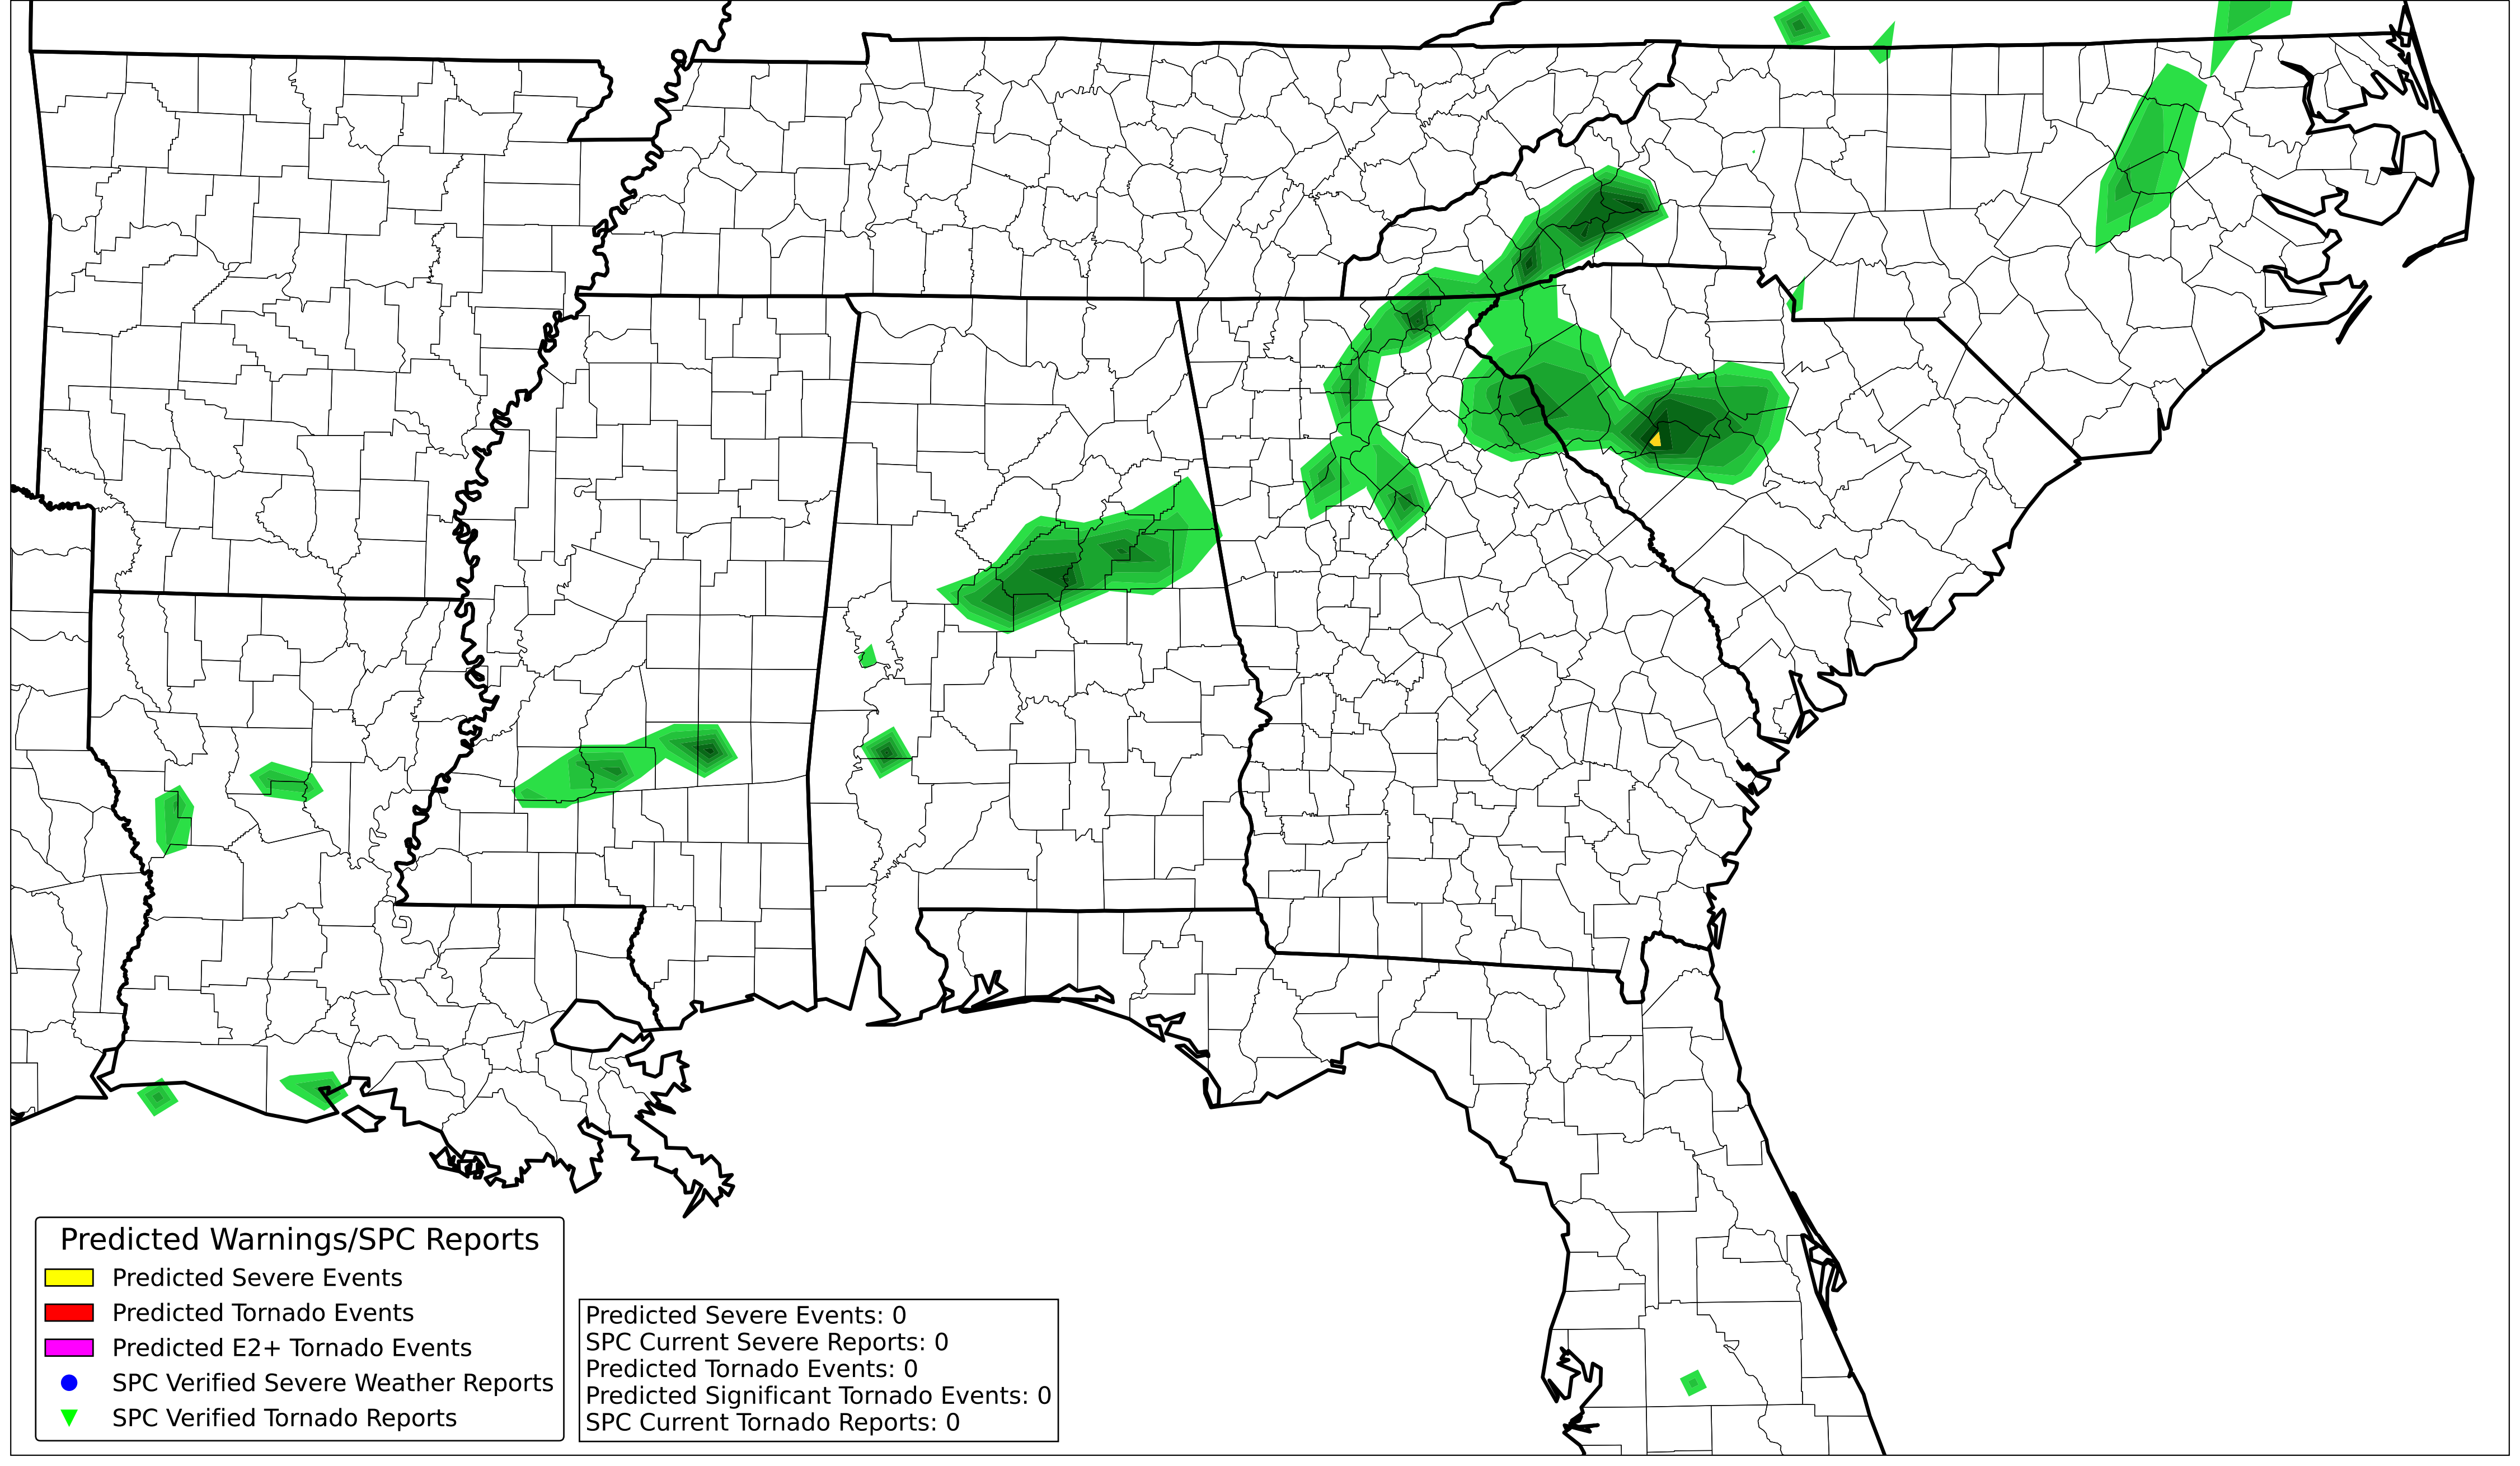 Predicted Warnings/SPC Reports
Predicted Severe Events
Predicted Tornado Events
Predicted E2+ Tornado Events
SPC Verified Severe Weather Reports
SPC Verified Tornado Reports
Predicted Severe Events: 0
SPC Current Severe Reports: 0
Predicted Tornado Events: 0
Predicted Significant Tornado Events: 0
SPC Current Tornado Reports: 0